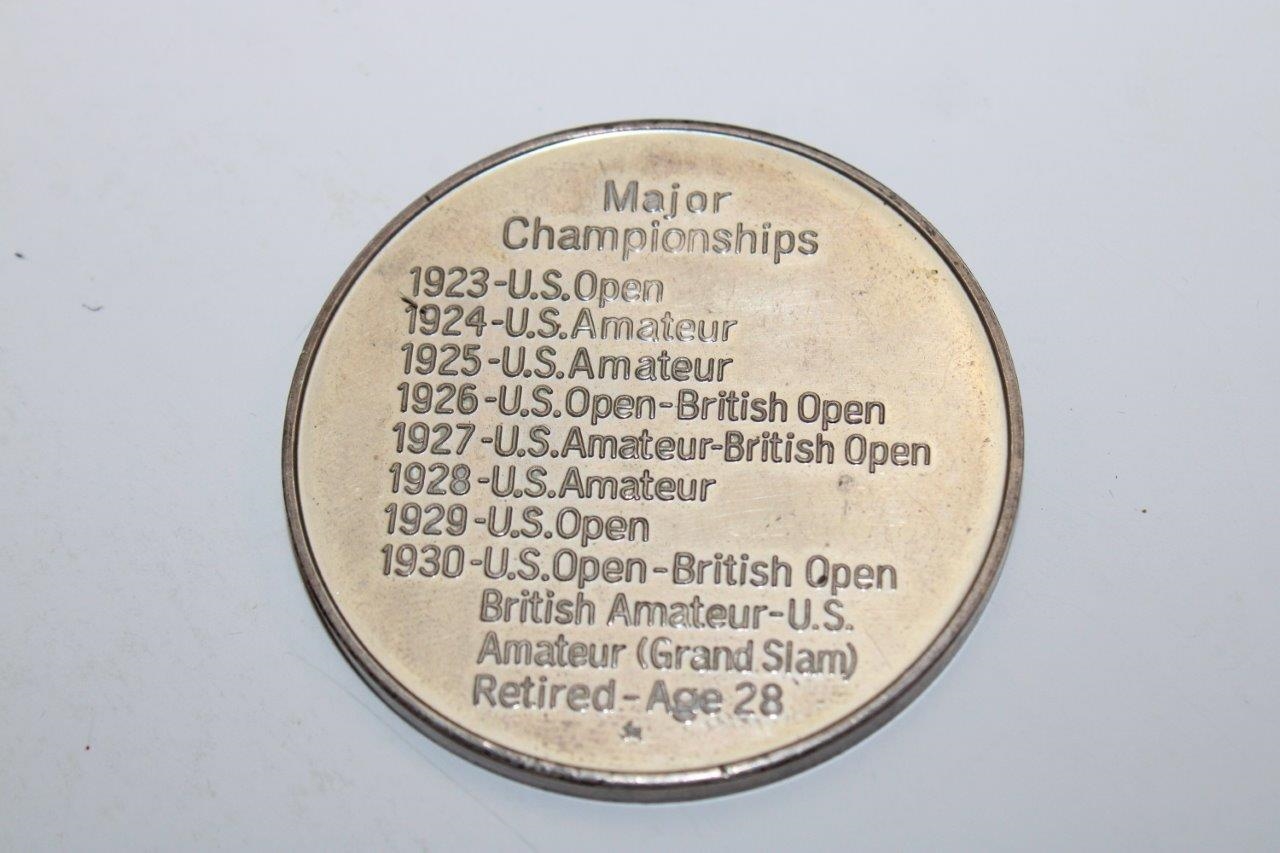 Major
Championships
1923-U.S.Open
1924-U.S.Amateur
1925-U.S.Amateur
1926-U.S.Open-British Open
1927-U.S.Amateur-British Open
1928-U.S.Amateur
1929-U.S.Open
1930-U.S.Open-British Open
British Amateur-U.S.
Amateur (Grand Slam)
Retired-Age 28